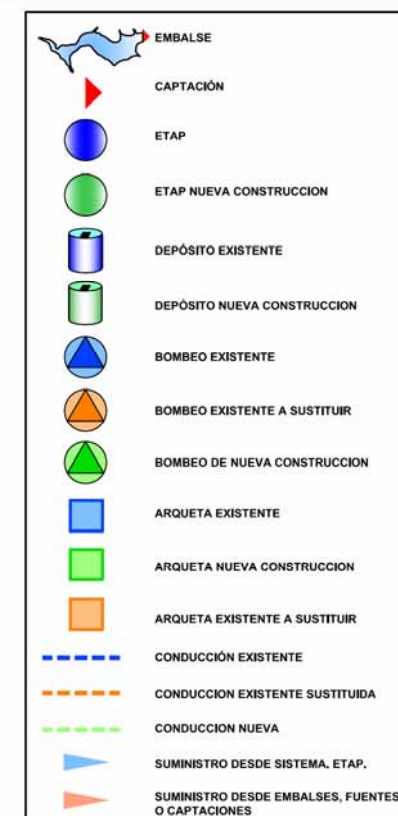 EMBALSE
CAPTACIÓN
ETAP
ETAP NUEVA CONSTRUCCION
DEPÓSITO EXISTENTE
DEPÓSITO NUEVA CONSTRUCCION
BOMBEO EXISTENTE
BOMBEO EXISTENTE A SUSTITUIR
BOMBEO DE NUEVA CONSTRUCCION
ARQUETA EXISTENTE
ARQUETA NUEVA CONSTRUCCION
ARQUETA EXISTENTE A SUSTITUIR
CONDUCCIÓN EXISTENTE
CONDUCCION EXISTENTE SUSTITUIDA
CONDUCCION NUEVA
SUMINISTRO DESDE SISTEMA. ETAP.
SUMINISTRO DESDE EMBALSES, FUENTES
O CAPTACIONES